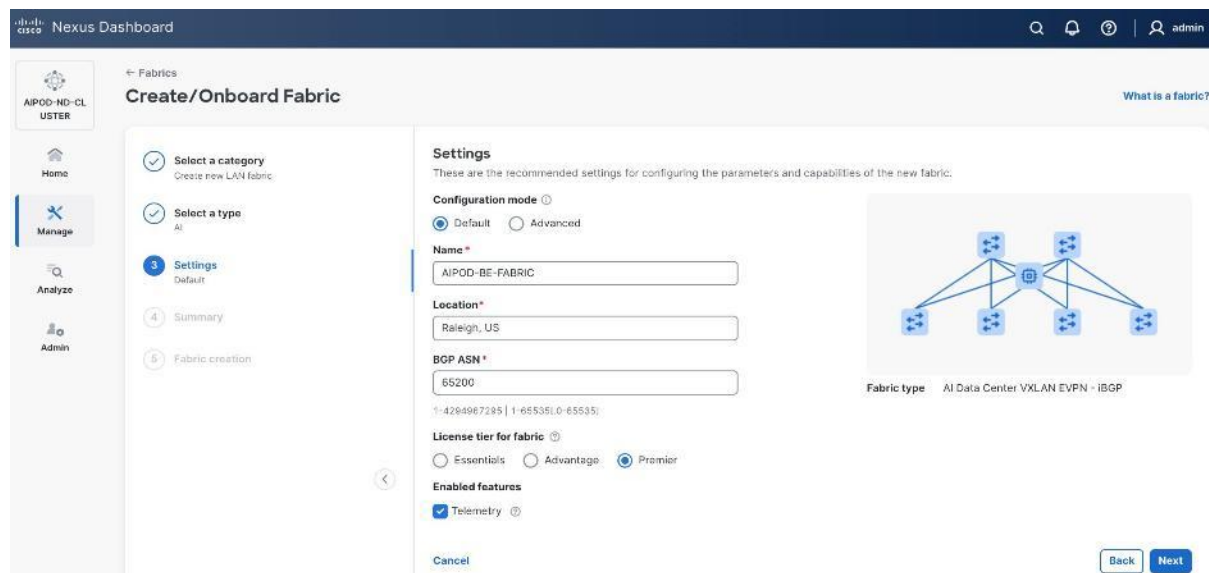 cisco Nexus Dashboard
admin
AIPOD-ND-CL
USTER
Home
Manage
Analyze
Admin
← Fabrics
Create/Onboard Fabric
What is a fabric?
Select a category
Create new LAN fabric
Select a type
AI
3 Settings
Default
4 Summary
5 Fabric creation
Settings
These are the recommended settings for configuring the parameters and capabilities of the new fabric.
Configuration mode
Default Advanced
Name*
AIPOD-BE-FABRIC
Location*
Raleigh, US
BGP ASN*
65200
1-4294967295 | 1-65535[.0-65535]
License tier for fabric
Essentials Advantage Premier
Enabled features
Telemetry
Fabric type AI Data Center VXLAN EVPN - iBGP
Cancel
Back Next